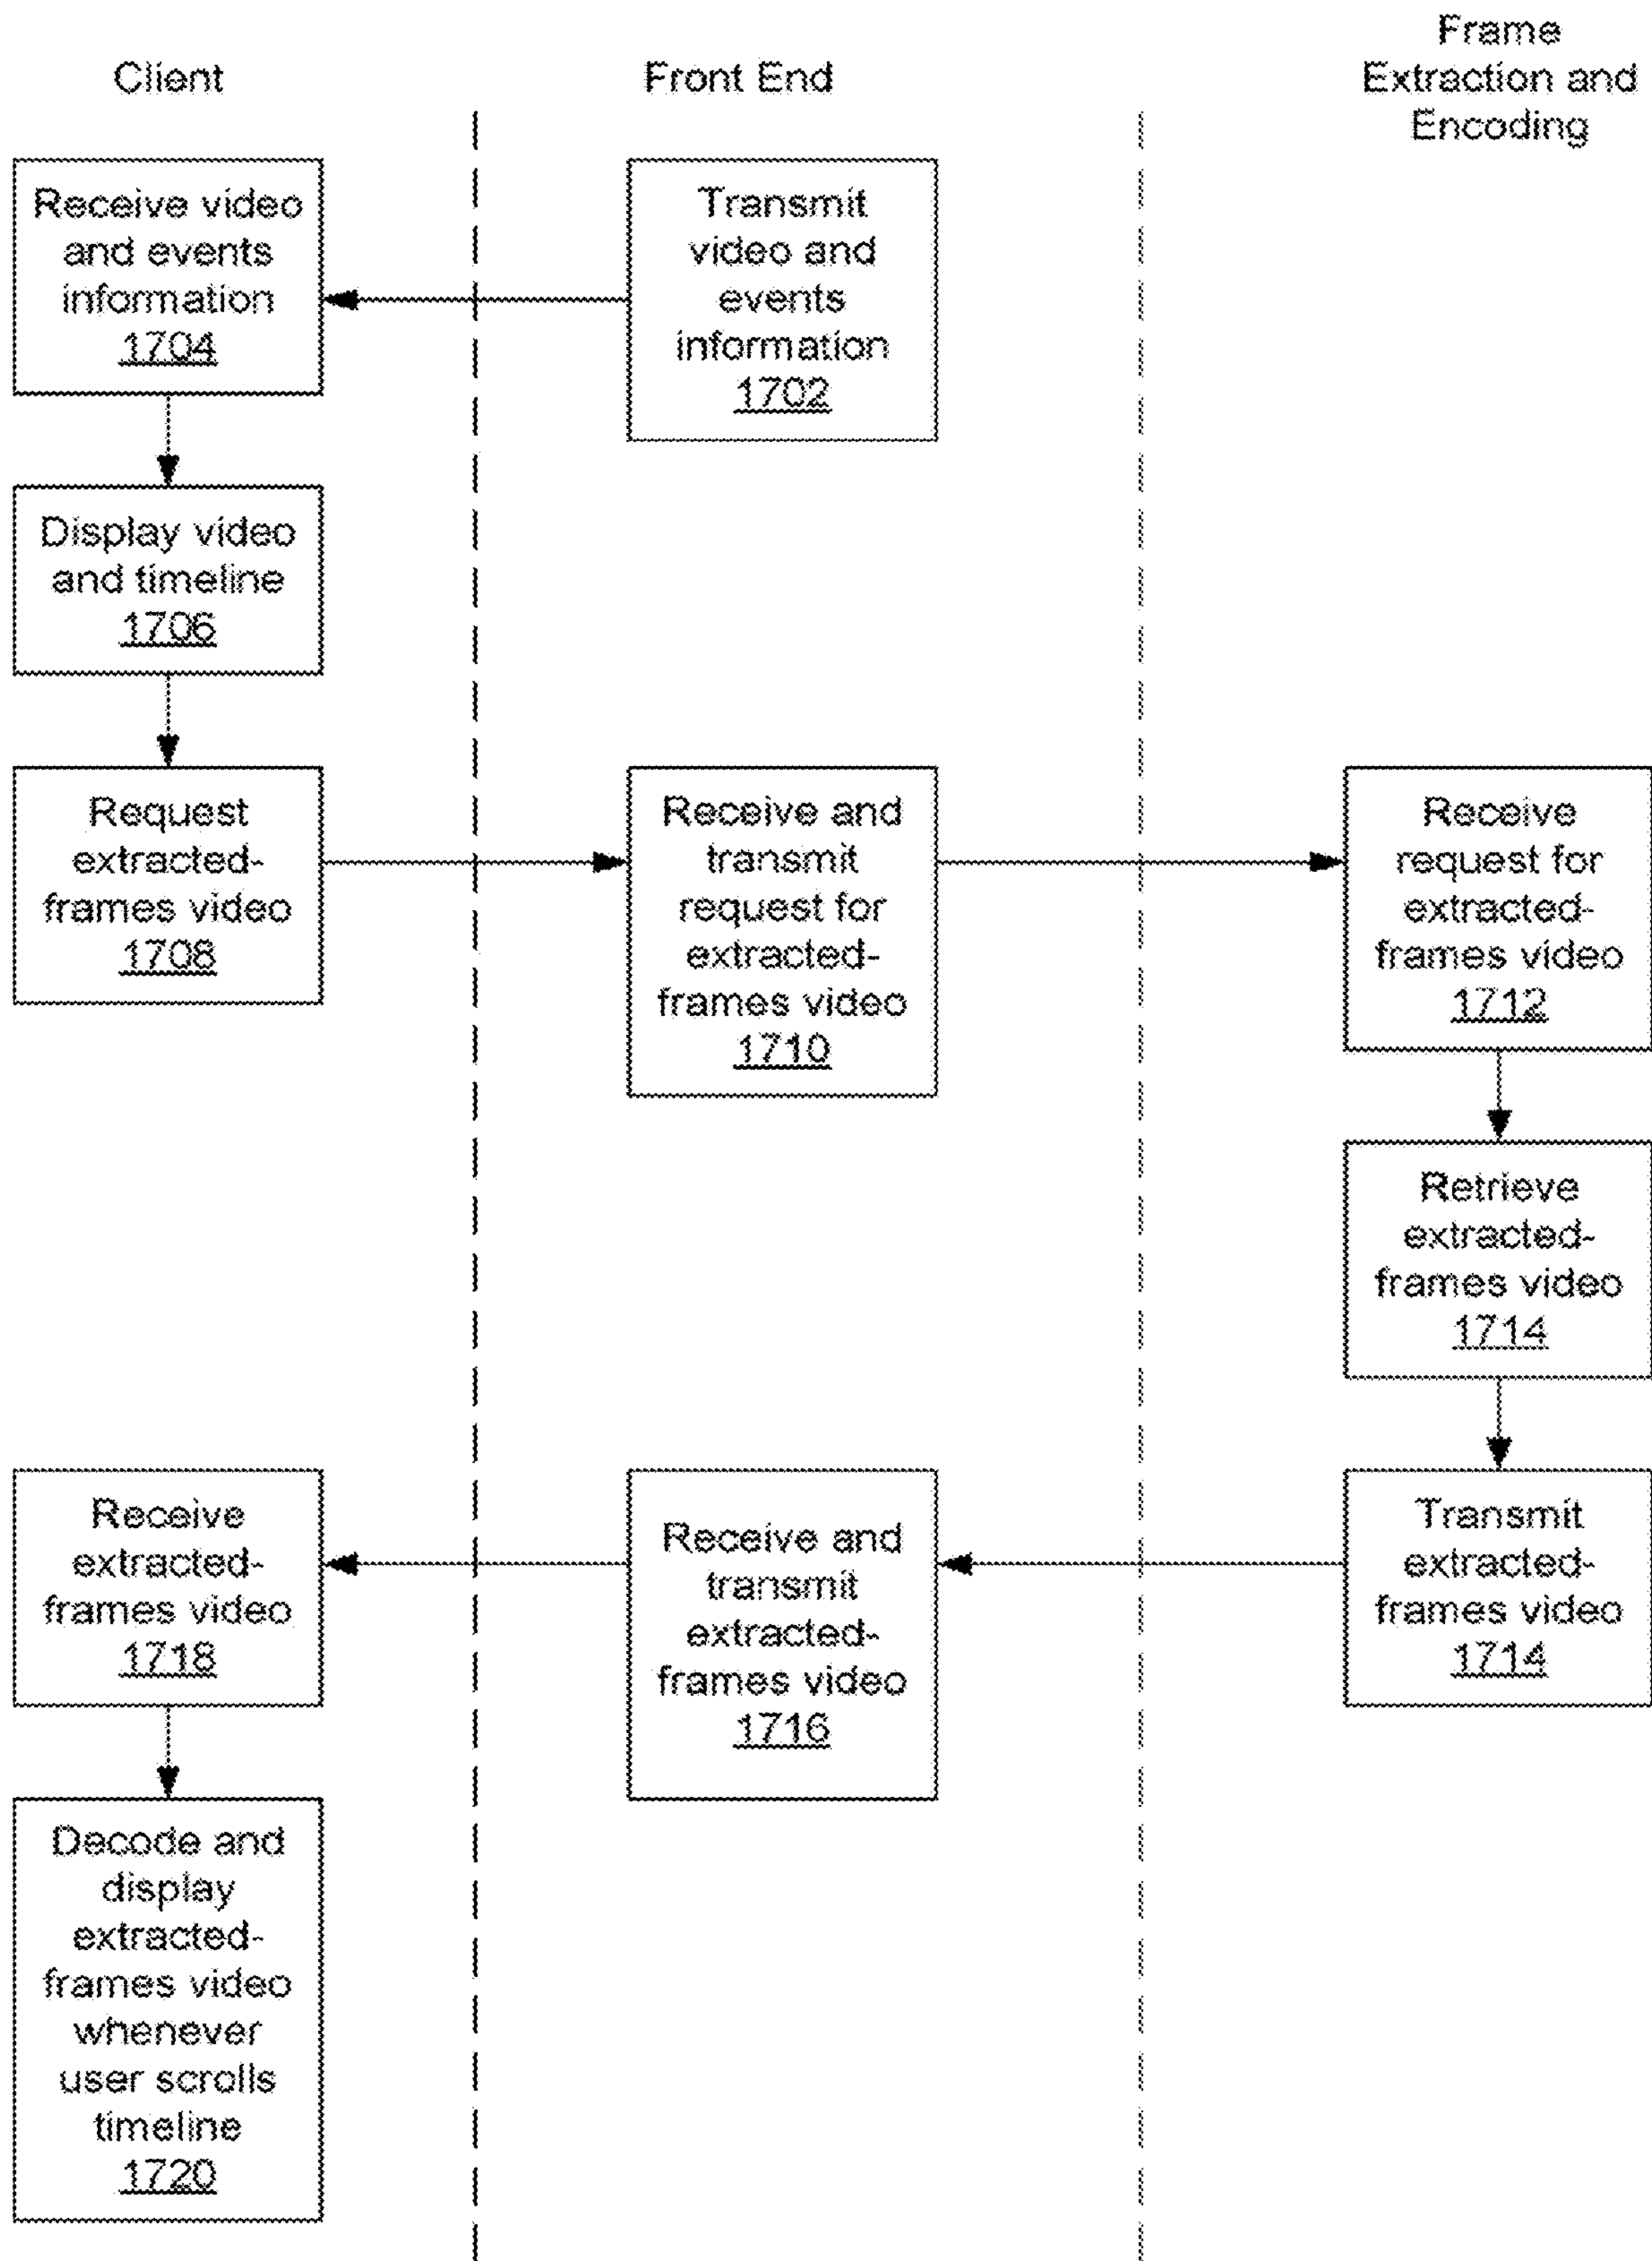 Client
Front End
Frame
Extraction and
Encoding
Receive video
and events
information
1704
Transmit
video and
events
information
1702
Display video
and timeline
1706
Request
extracted-
frames video
1708
Receive and
transmit
request for
extracted-
frames video
1710
Receive
request for
extracted-
frames video
1712
Retrieve
extracted-
frames video
1714
Transmit
extracted-
frames video
1714
Receive and
transmit
extracted-
frames video
1716
Receive
extracted-
frames video
1718
Decode and
display
extracted-
frames video
whenever
user scrolls
timeline
1720